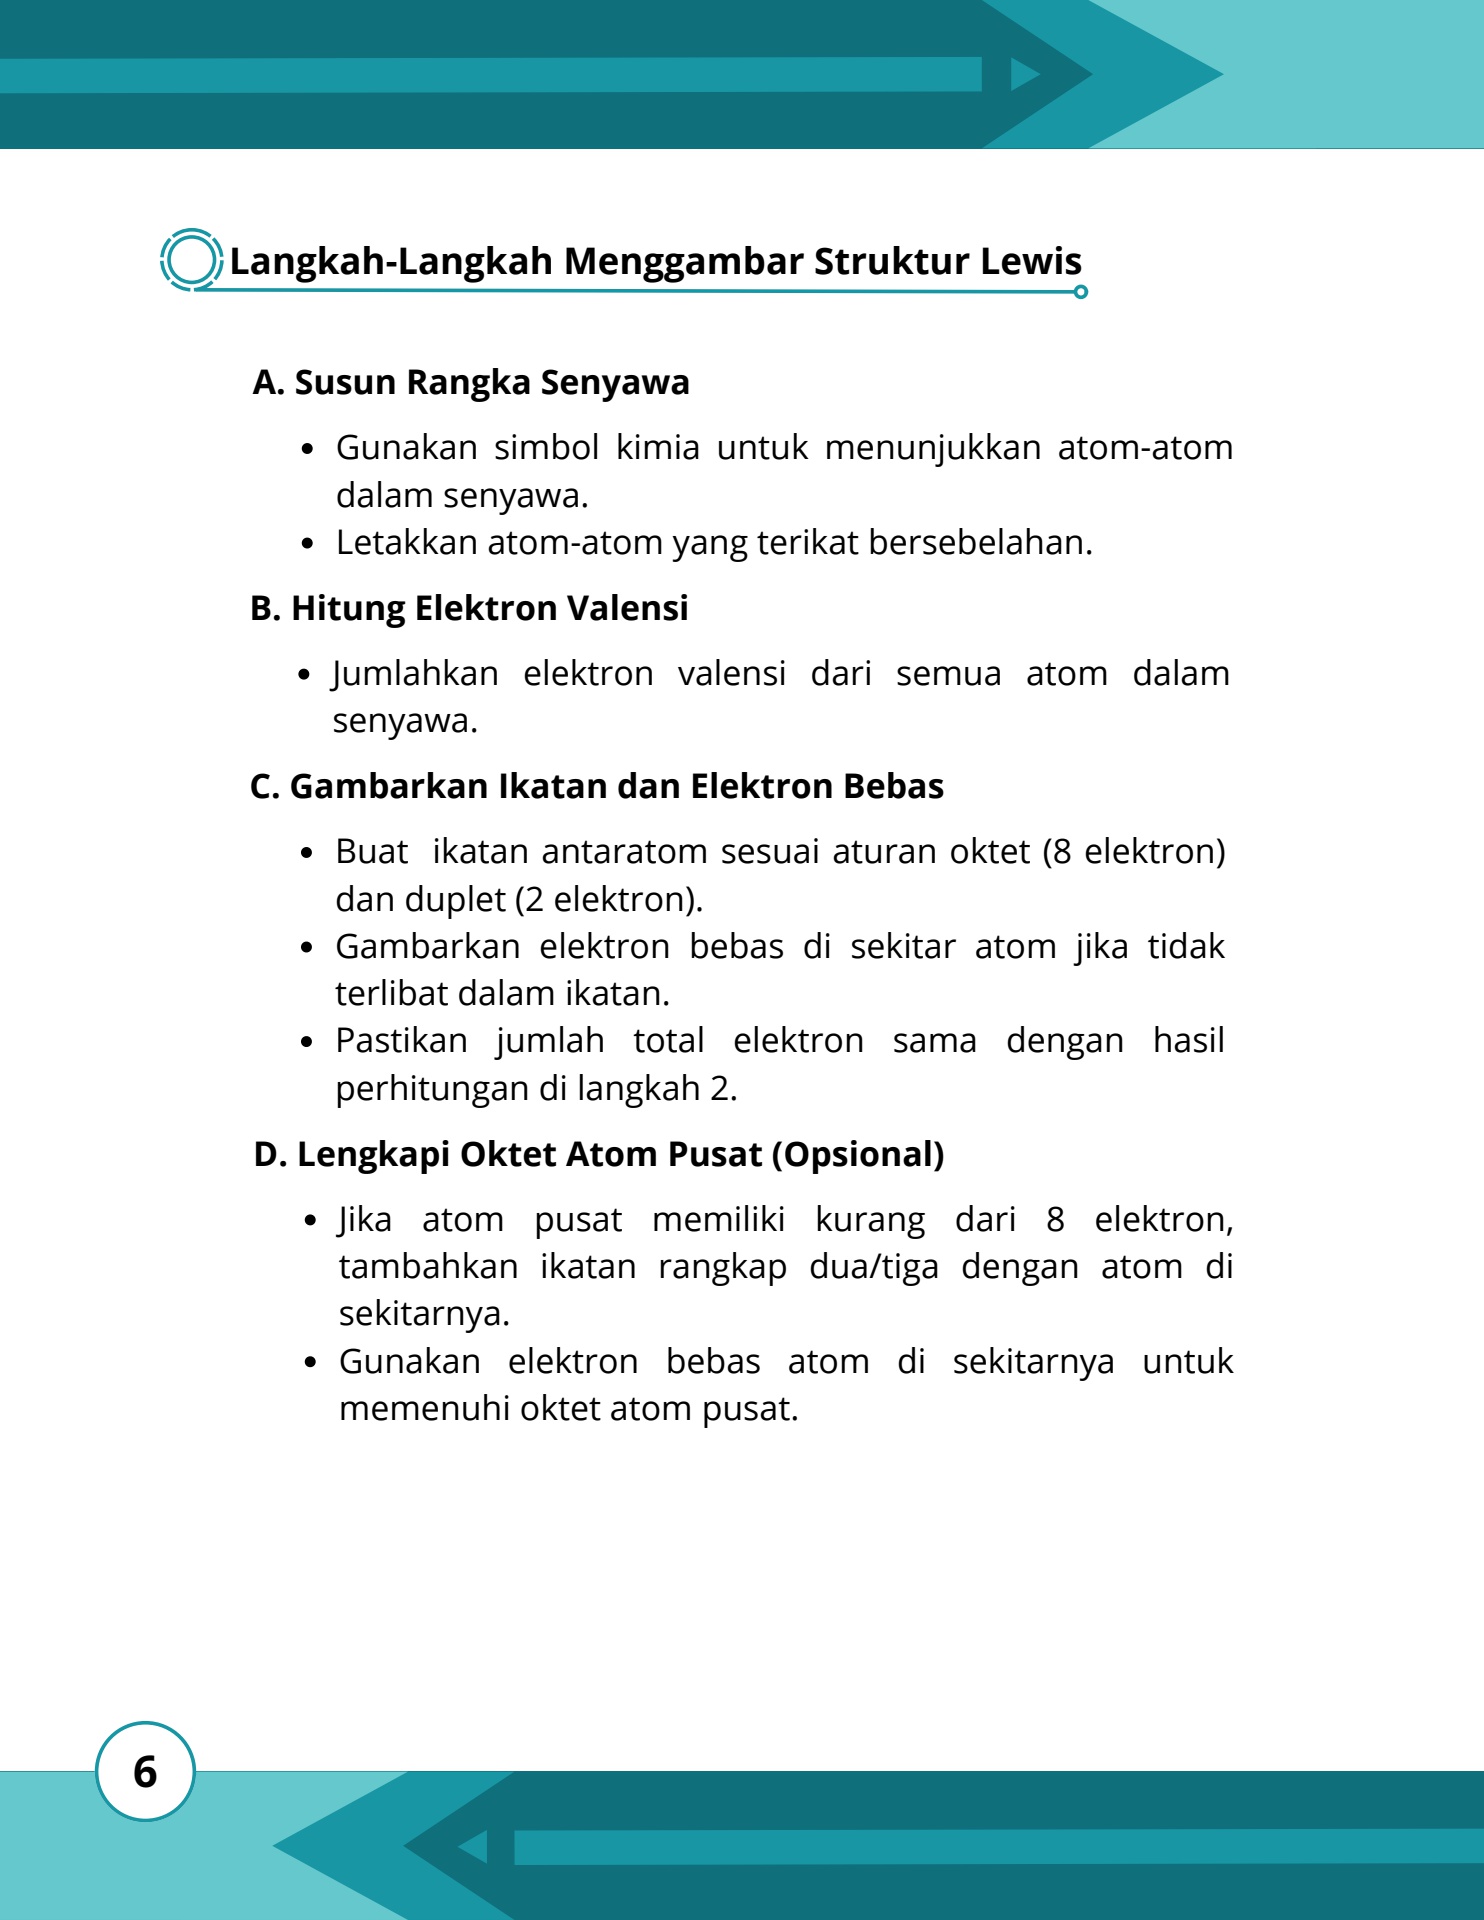 Langkah-Langkah Menggambar Struktur Lewis
A. Susun Rangka Senyawa
• Gunakan simbol kimia untuk menunjukkan atom-atom
dalam senyawa.
• Letakkan atom-atom yang terikat bersebelahan.
B. Hitung Elektron Valensi
• Jumlahkan elektron valensi dari semua atom dalam
senyawa.
C. Gambarkan Ikatan dan Elektron Bebas
• Buat ikatan antaratom sesuai aturan oktet (8 elektron)
dan duplet (2 elektron).
• Gambarkan elektron bebas di sekitar atom jika tidak
terlibat dalam ikatan.
• Pastikan jumlah total elektron sama dengan hasil
perhitungan di langkah 2.
D. Lengkapi Oktet Atom Pusat (Opsional)
• Jika atom pusat memiliki kurang dari 8 elektron,
tambahkan ikatan rangkap dua/tiga dengan atom di
sekitarnya.
• Gunakan elektron bebas atom di sekitarnya untuk
memenuhi oktet atom pusat.
6